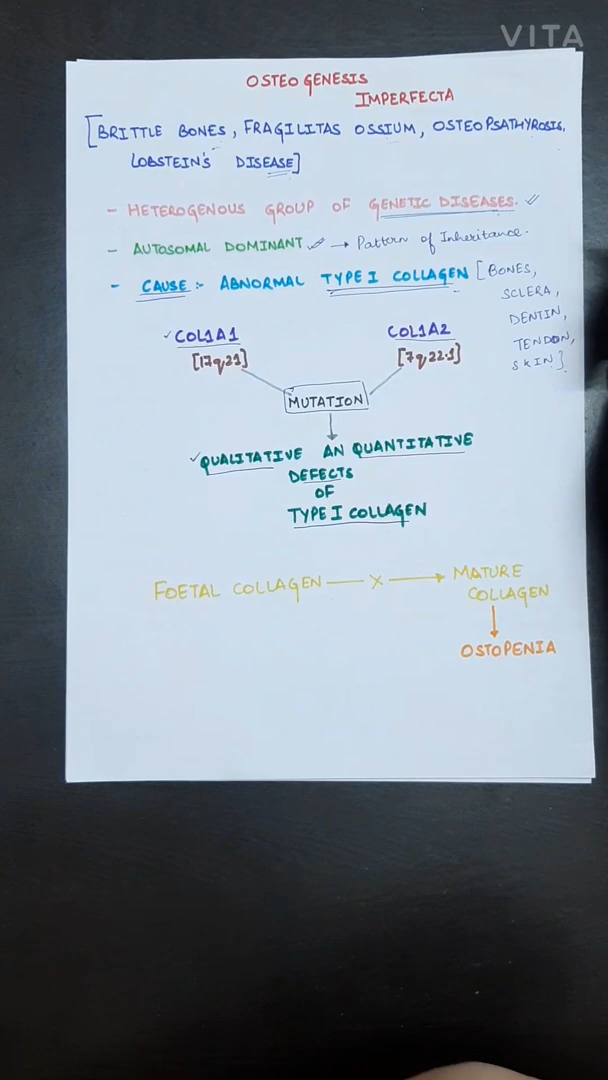 VITA
OSTEOGENESIS
IMPERFECTA
[BRITTLE BONES, FRAGILITAS OSSIUM, OSTEOPSATHYROSIS,
LOBSTEIN'S DISEASE]
- HETEROGENOUS GROUP OF GENETIC DISEASES. ✓
- AUTOSOMAL DOMINANT ✓ → Pattern of Inheritance.
- CAUSE :- ABNORMAL TYPE I COLLAGEN [BONES,
SCLERA,
DENTIN,
TENDON,
SKIN]
✓ COL1A1
[17q21]
COL1A2
[7q22.1]
MUTATION
✓ QUALITATIVE AN QUANTITATIVE
DEFECTS
OF
TYPE I COLLAGEN
FOETAL COLLAGEN — X → MATURE
COLLAGEN
↓
OSTOPENIA